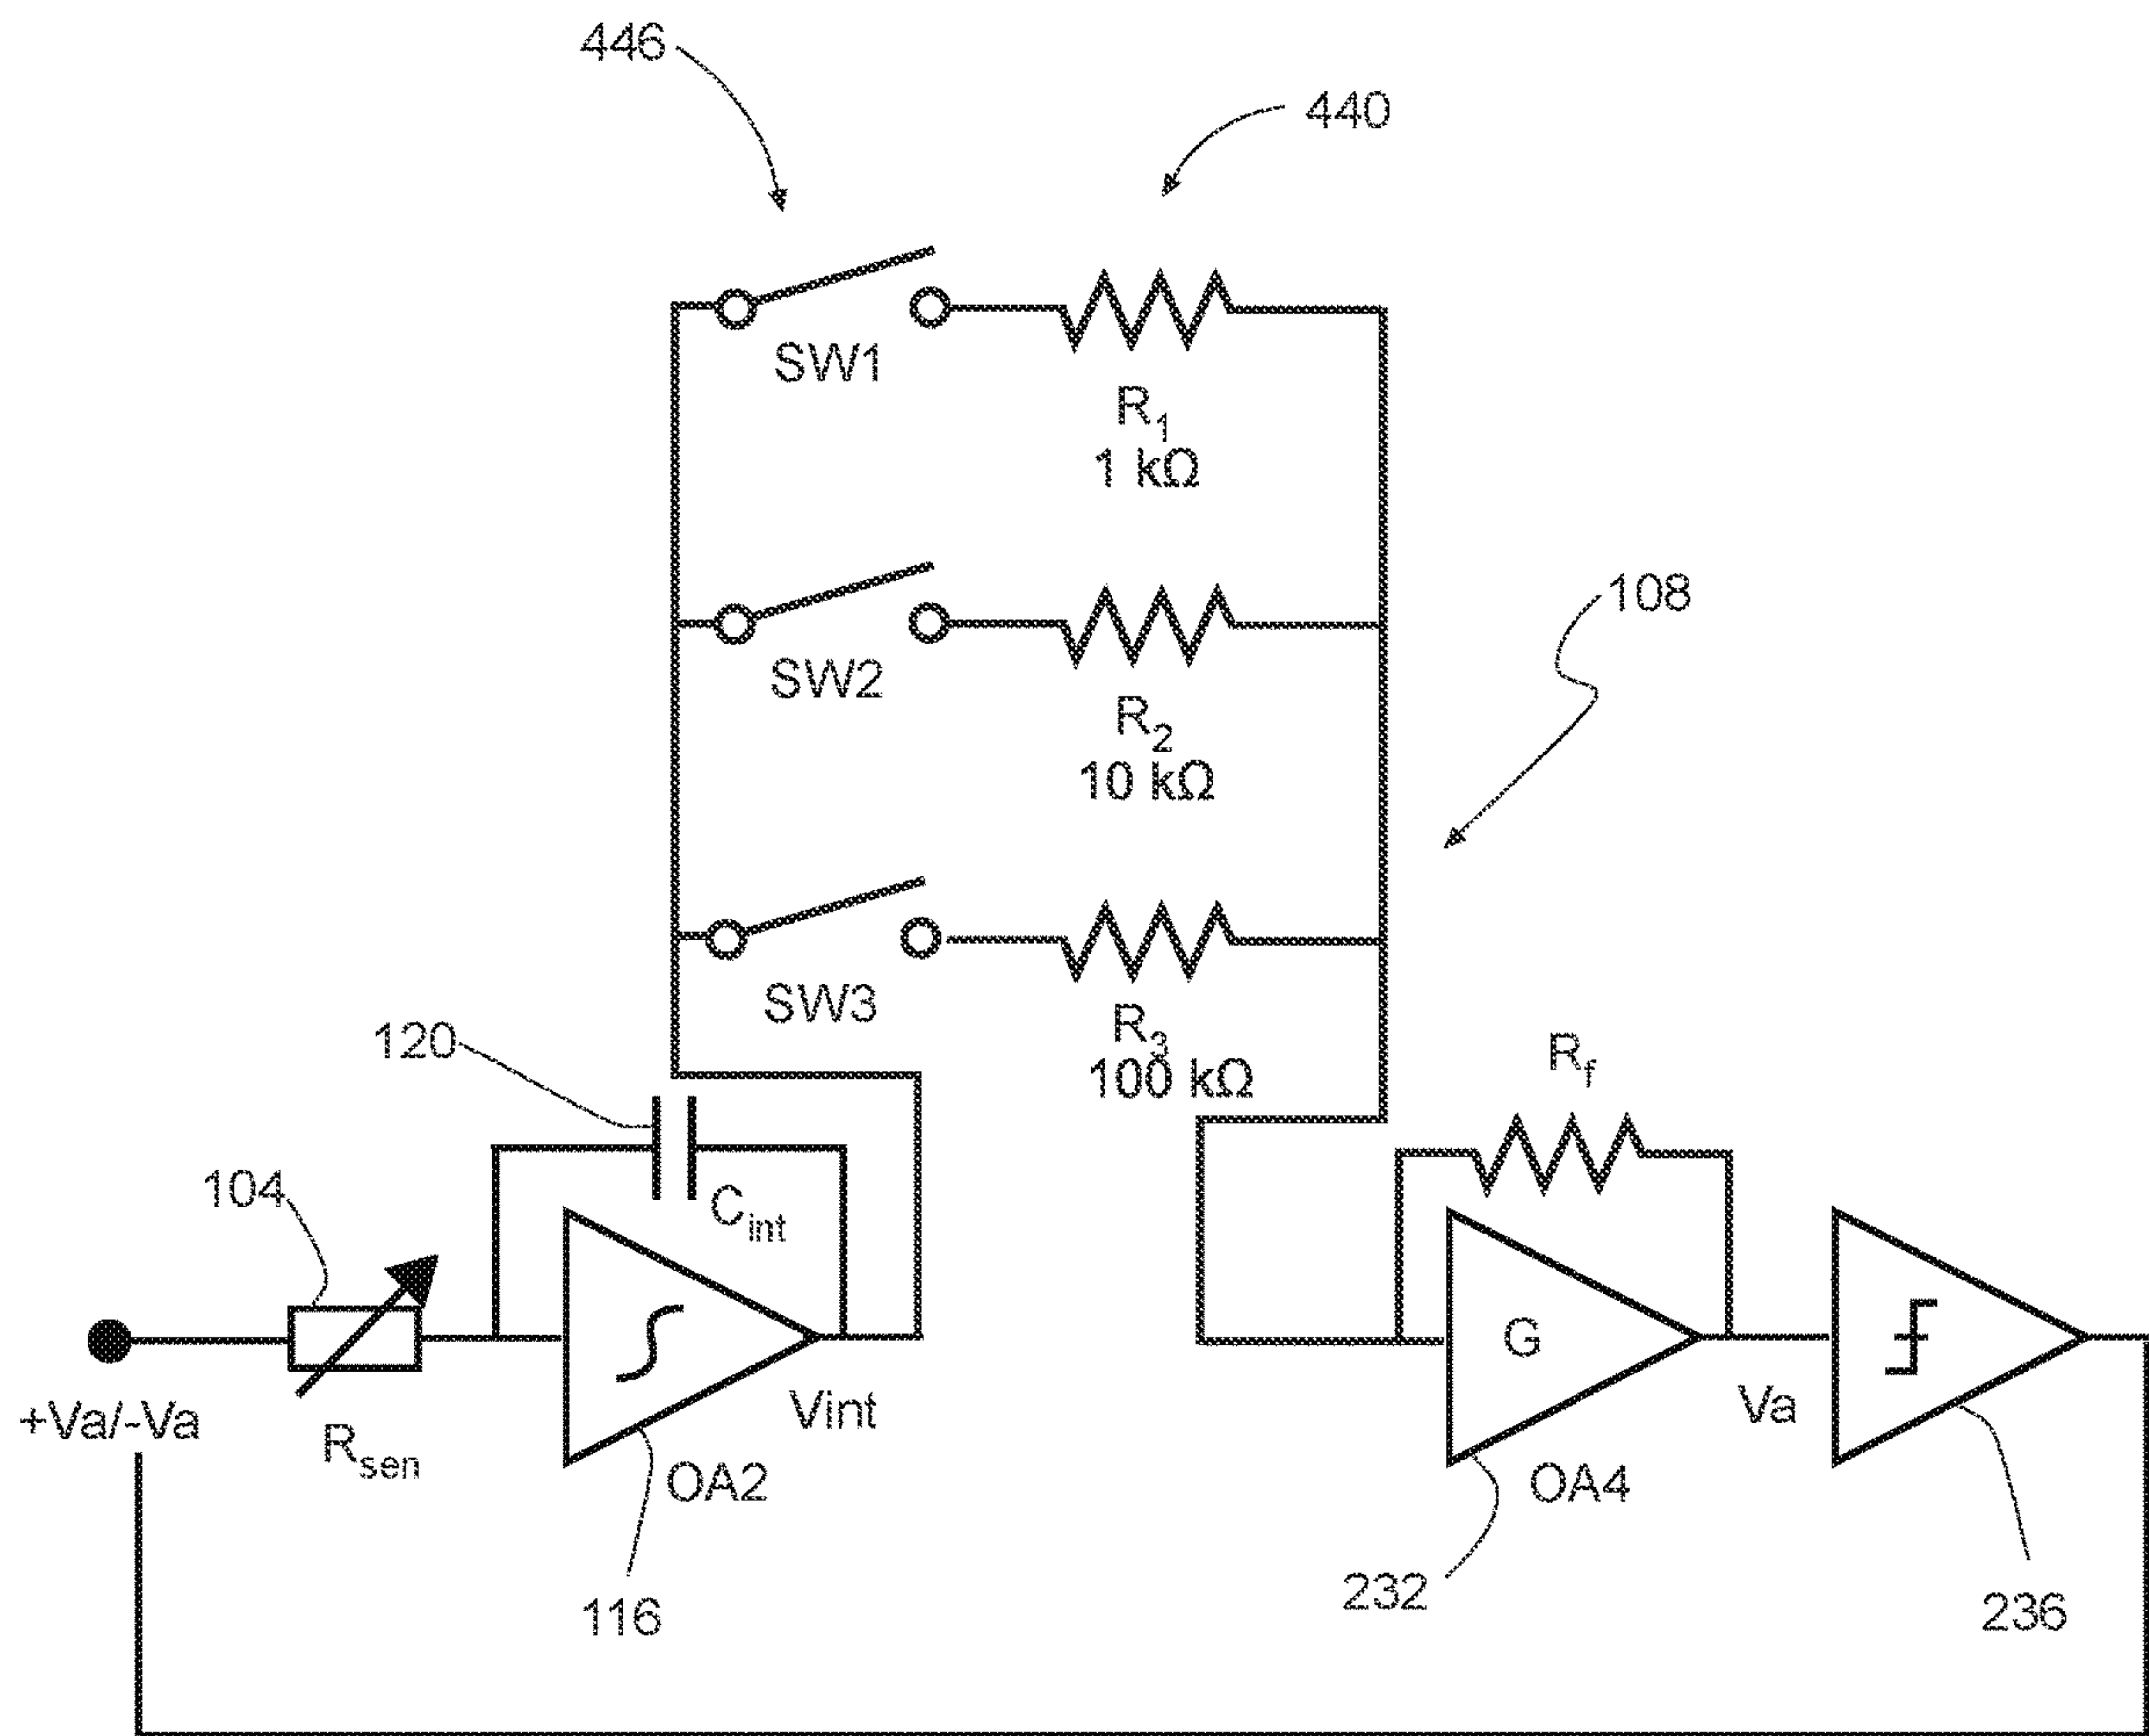 446
440
SW1
R1
1 kΩ
108
SW2
R2
10 kΩ
SW3
R3
100 kΩ
120
Rf
104
Cint
G
+Va/-Va
Rsen
Vint
Va
OA2
OA4
116
232
236